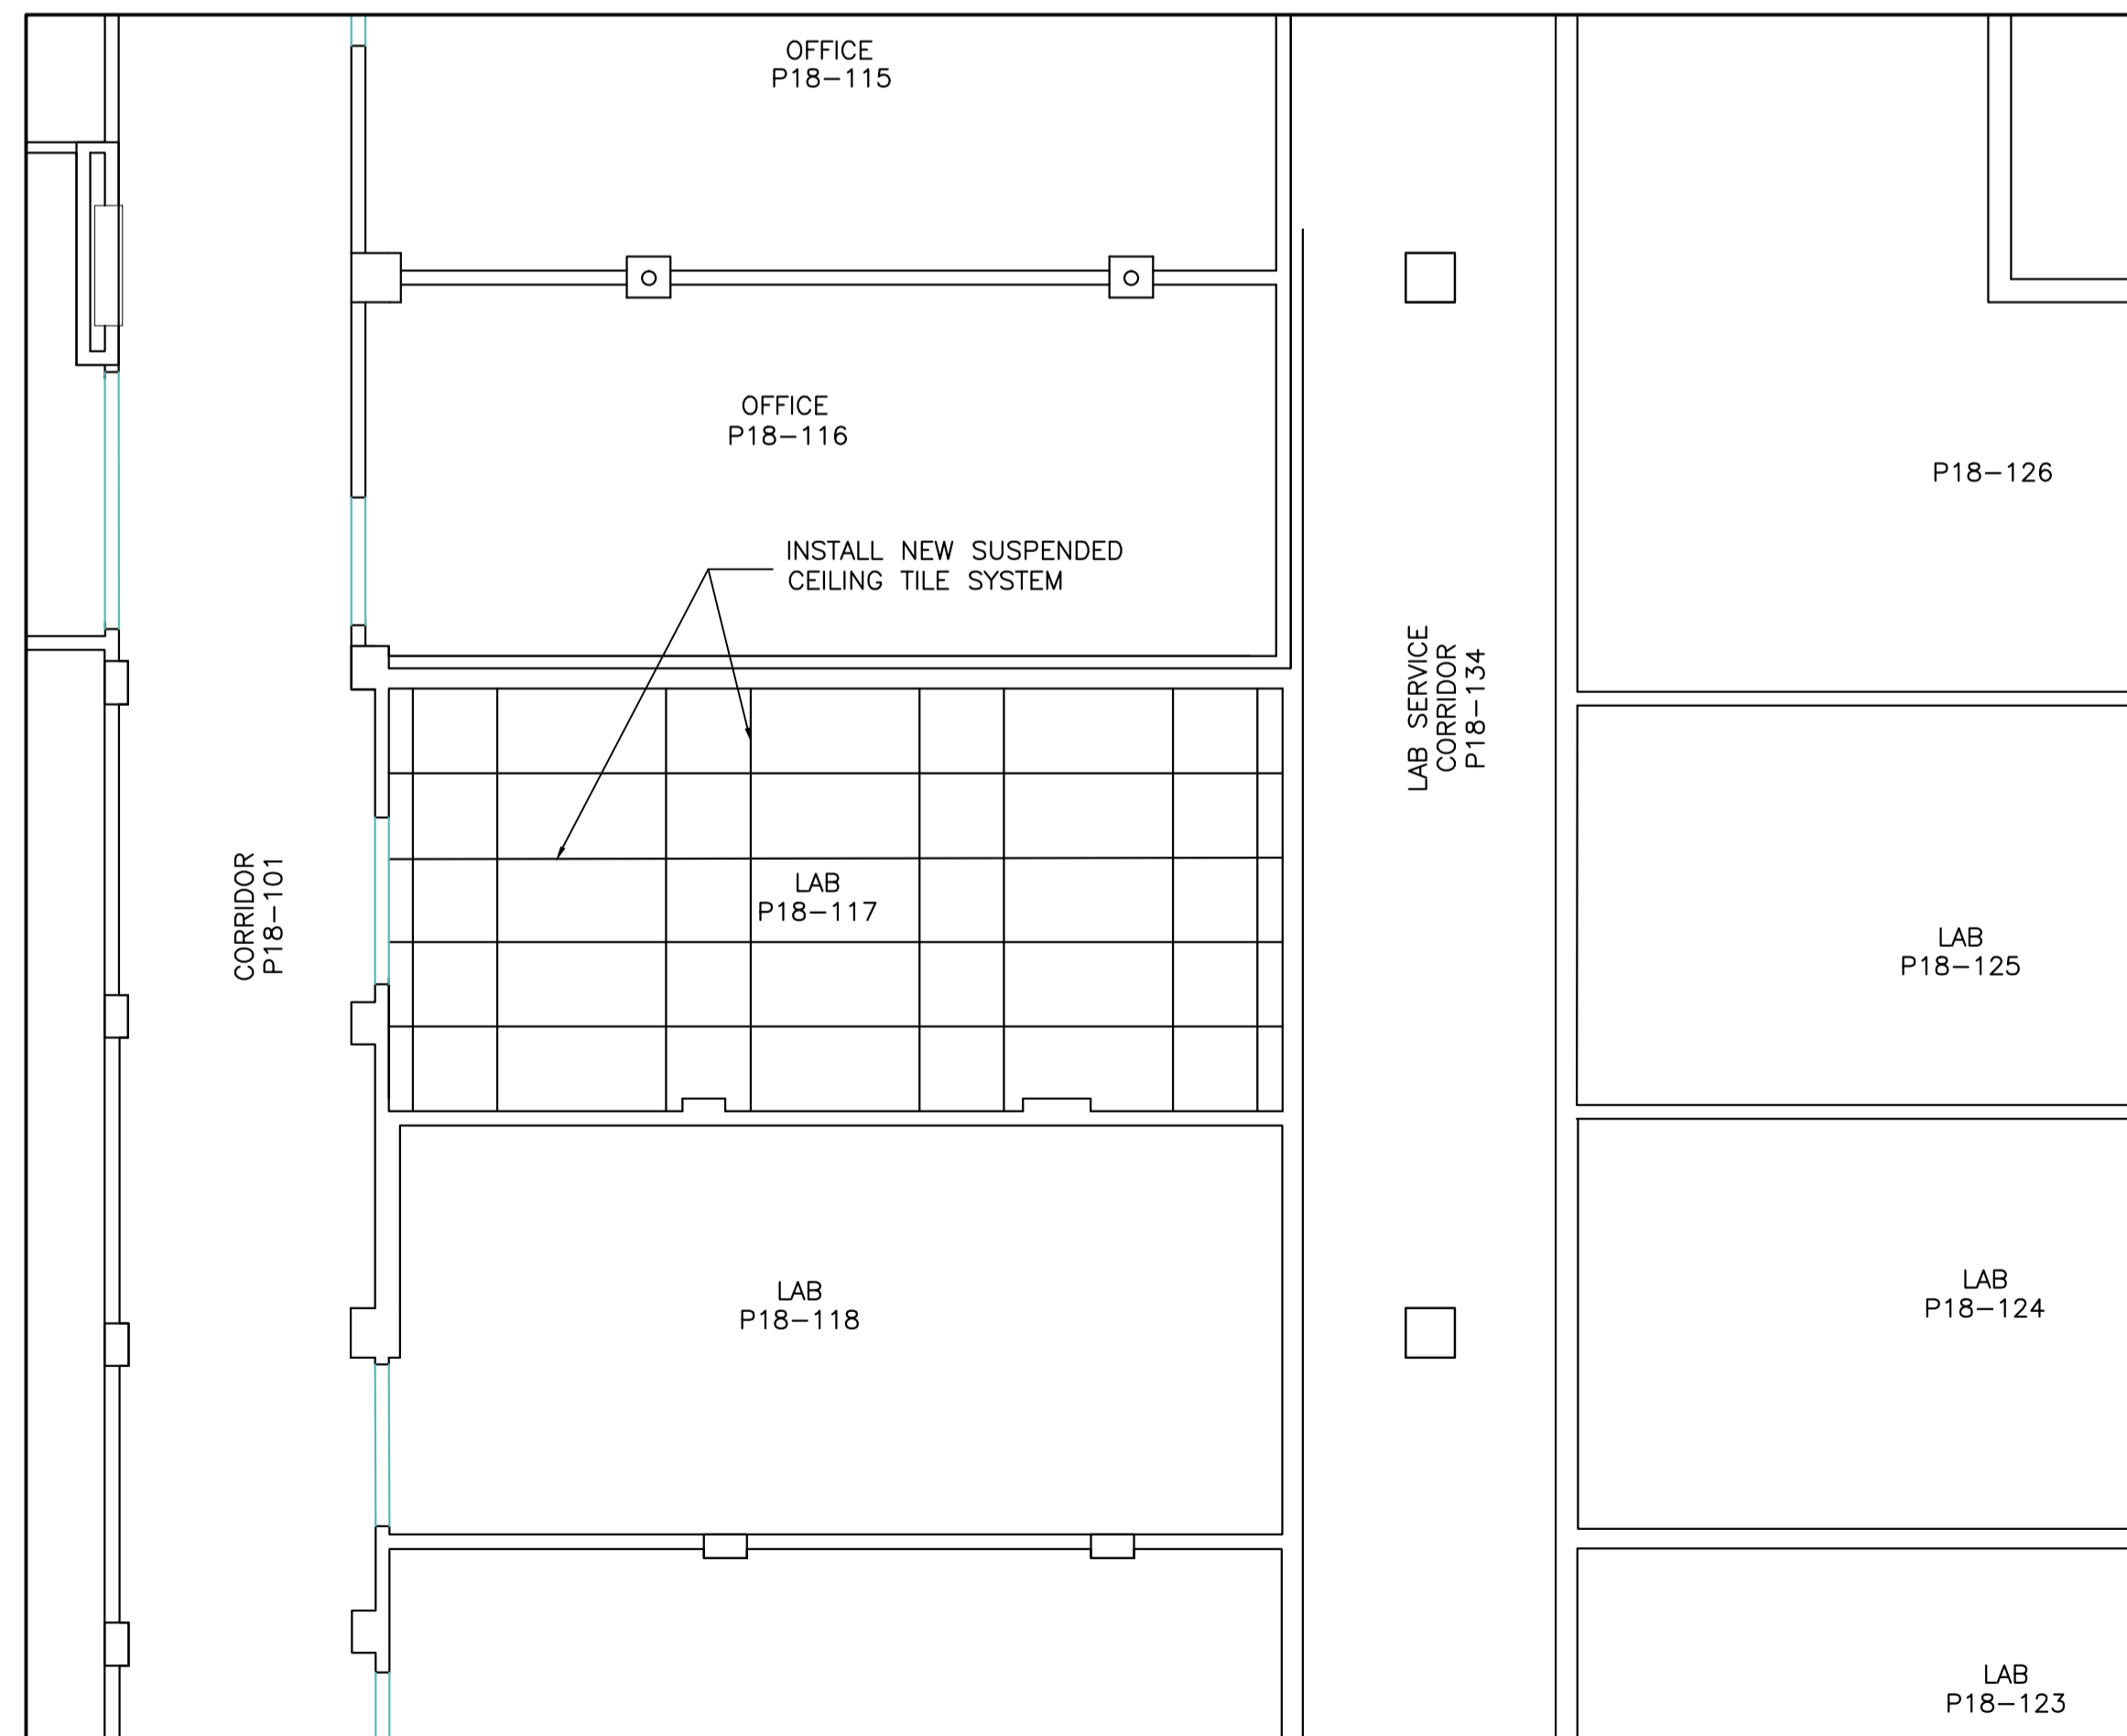 OFFICE
P18-115
OFFICE
P18-116
P18-126
INSTALL NEW SUSPENDED
CEILING TILE SYSTEM
LAB SERVICE
CORRIDOR
P18-134
CORRIDOR
P18-101
LAB
P18-117
LAB
P18-125
LAB
P18-118
LAB
P18-124
LAB
P18-123